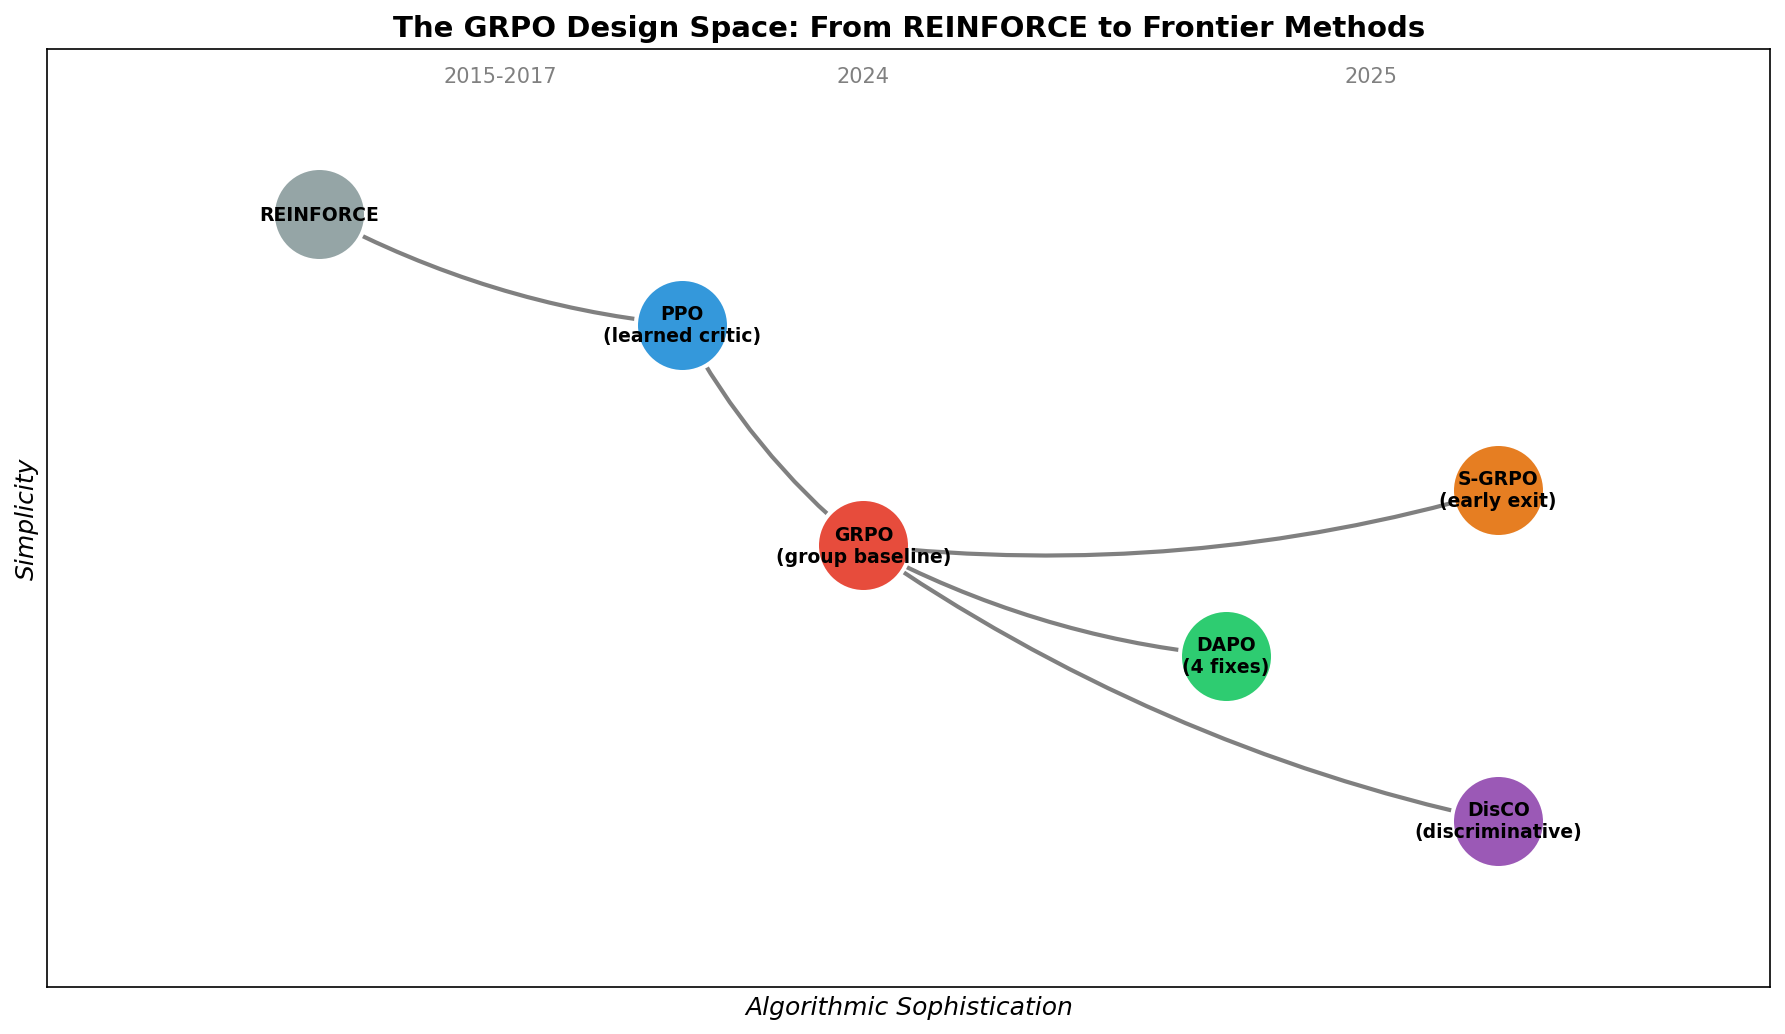 The GRPO Design Space: From REINFORCE to Frontier Methods
2015-2017
2024
2025
REINFORCE
PPO
(learned critic)
S-GRPO
(early exit)
GRPO
(group baseline)
DAPO
(4 fixes)
DisCO
(discriminative)
Simplicity
Algorithmic Sophistication